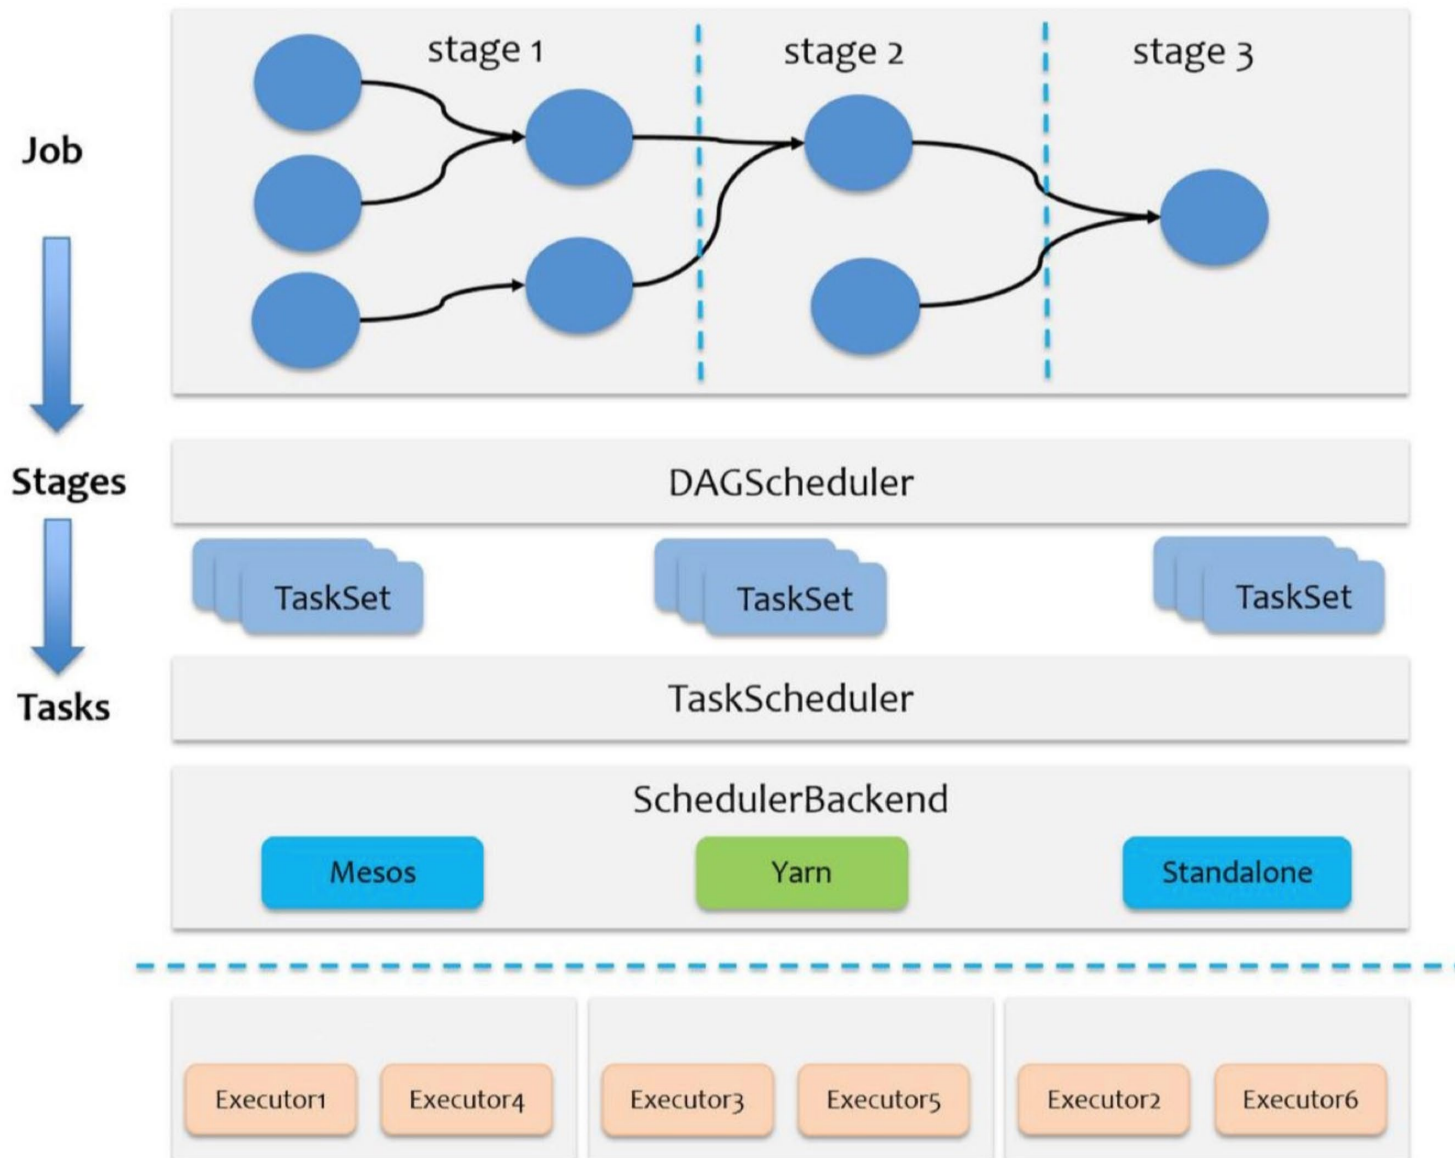 stage 1
stage 2
stage 3
Job
Stages
DAGScheduler
TaskSet
TaskSet
TaskSet
Tasks
TaskScheduler
SchedulerBackend
Mesos
Yarn
Standalone
Executor1
Executor4
Executor3
Executor5
Executor2
Executor6